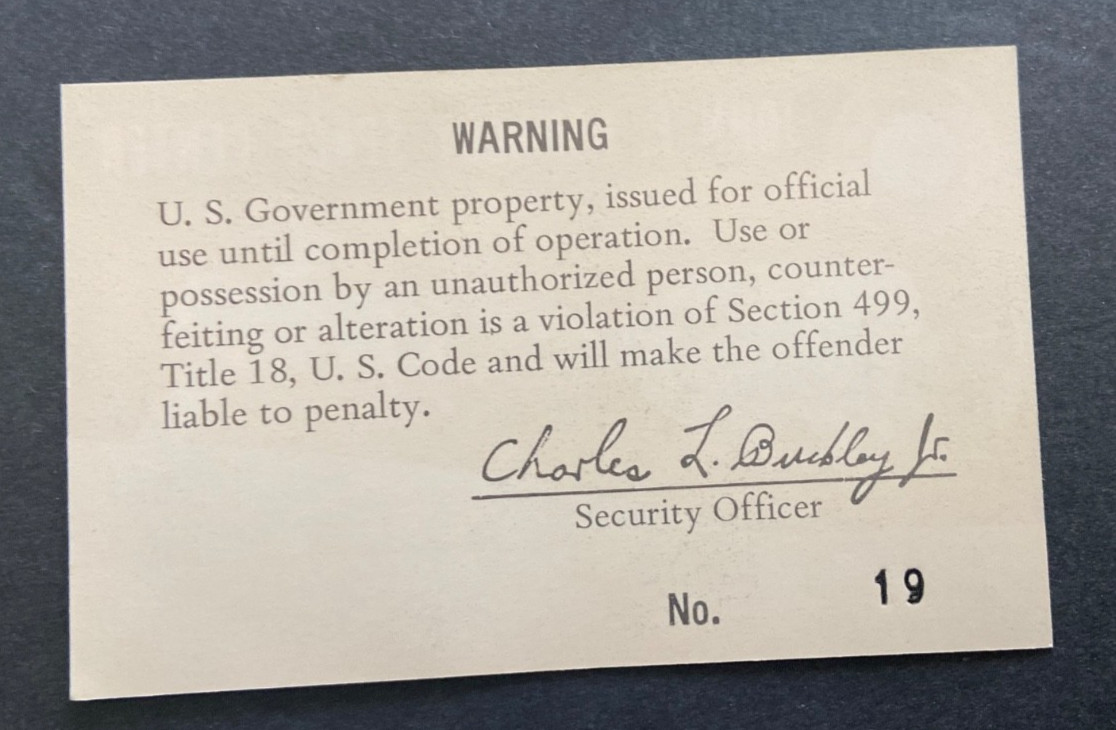 WARNING
U. S. Government property, issued for official
use until completion of operation. Use or
possession by an unauthorized person, counter-
feiting or alteration is a violation of Section 499,
Title 18, U. S. Code and will make the offender
liable to penalty.
Charles L. Buckley Jr.
Security Officer
No. 19